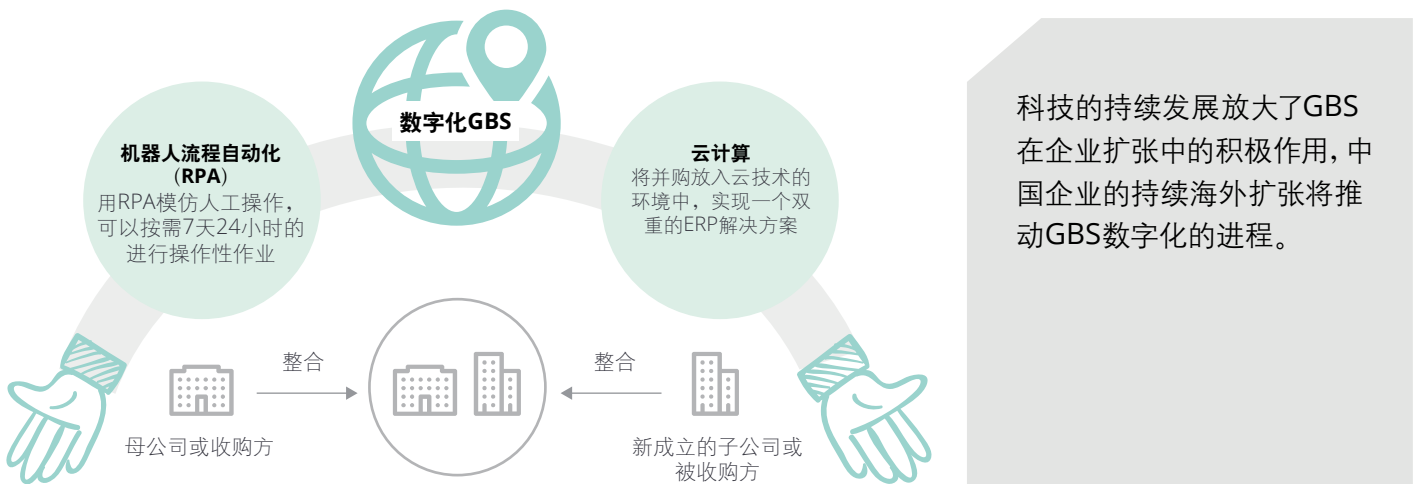 数字化GBS
机器人流程自动化
（RPA）
用RPA模仿人工操作，
可以按需7天24小时的
进行操作性作业
云计算
将并购放入云技术的
环境中，实现一个双
重的ERP解决方案
整合
整合
母公司或收购方
新成立的子公司或
被收购方
科技的持续发展放大了GBS
在企业扩张中的积极作用，中
国企业的持续海外扩张将推
动GBS数字化的进程。